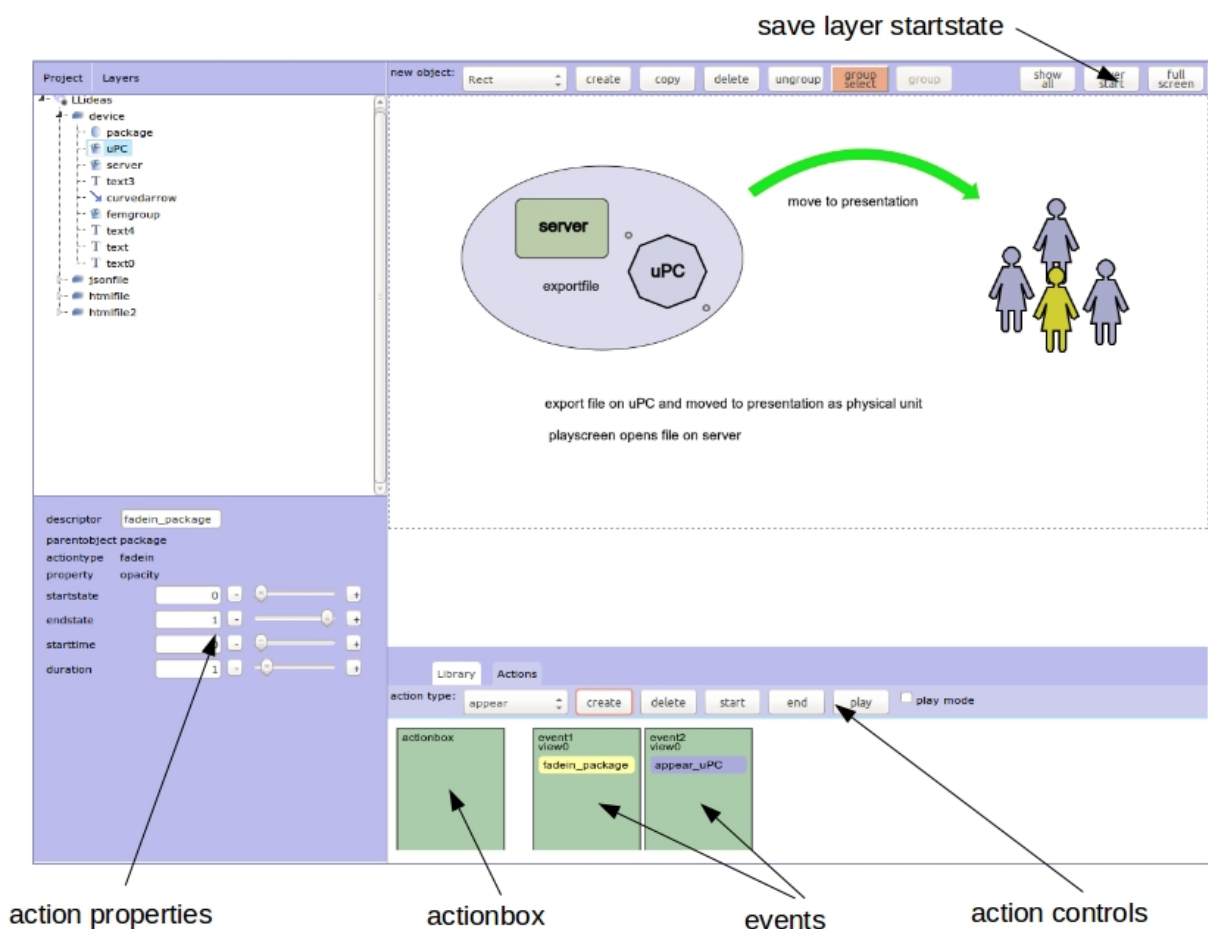 save layer startstate
Project Layers
new object: Rect create copy delete ungroup group select group show all layer start full screen
LLideas
device
package
uPC
server
text3
curvedarrow
femgroup
text4
text
text0
jsonfile
htmlfile
htmlfile2
move to presentation
server
uPC
exportfile
export file on uPC and moved to presentation as physical unit
playscreen opens file on server
descriptor fadein_package
parentobject package
actiontype fadein
property opacity
startstate 0 - +
endstate 1 - +
starttime - +
duration 1 - +
Library Actions
action type: appear create delete start end play play mode
actionbox
event1
view0
fadein_package
event2
view0
appear_uPC
action properties
actionbox
events
action controls